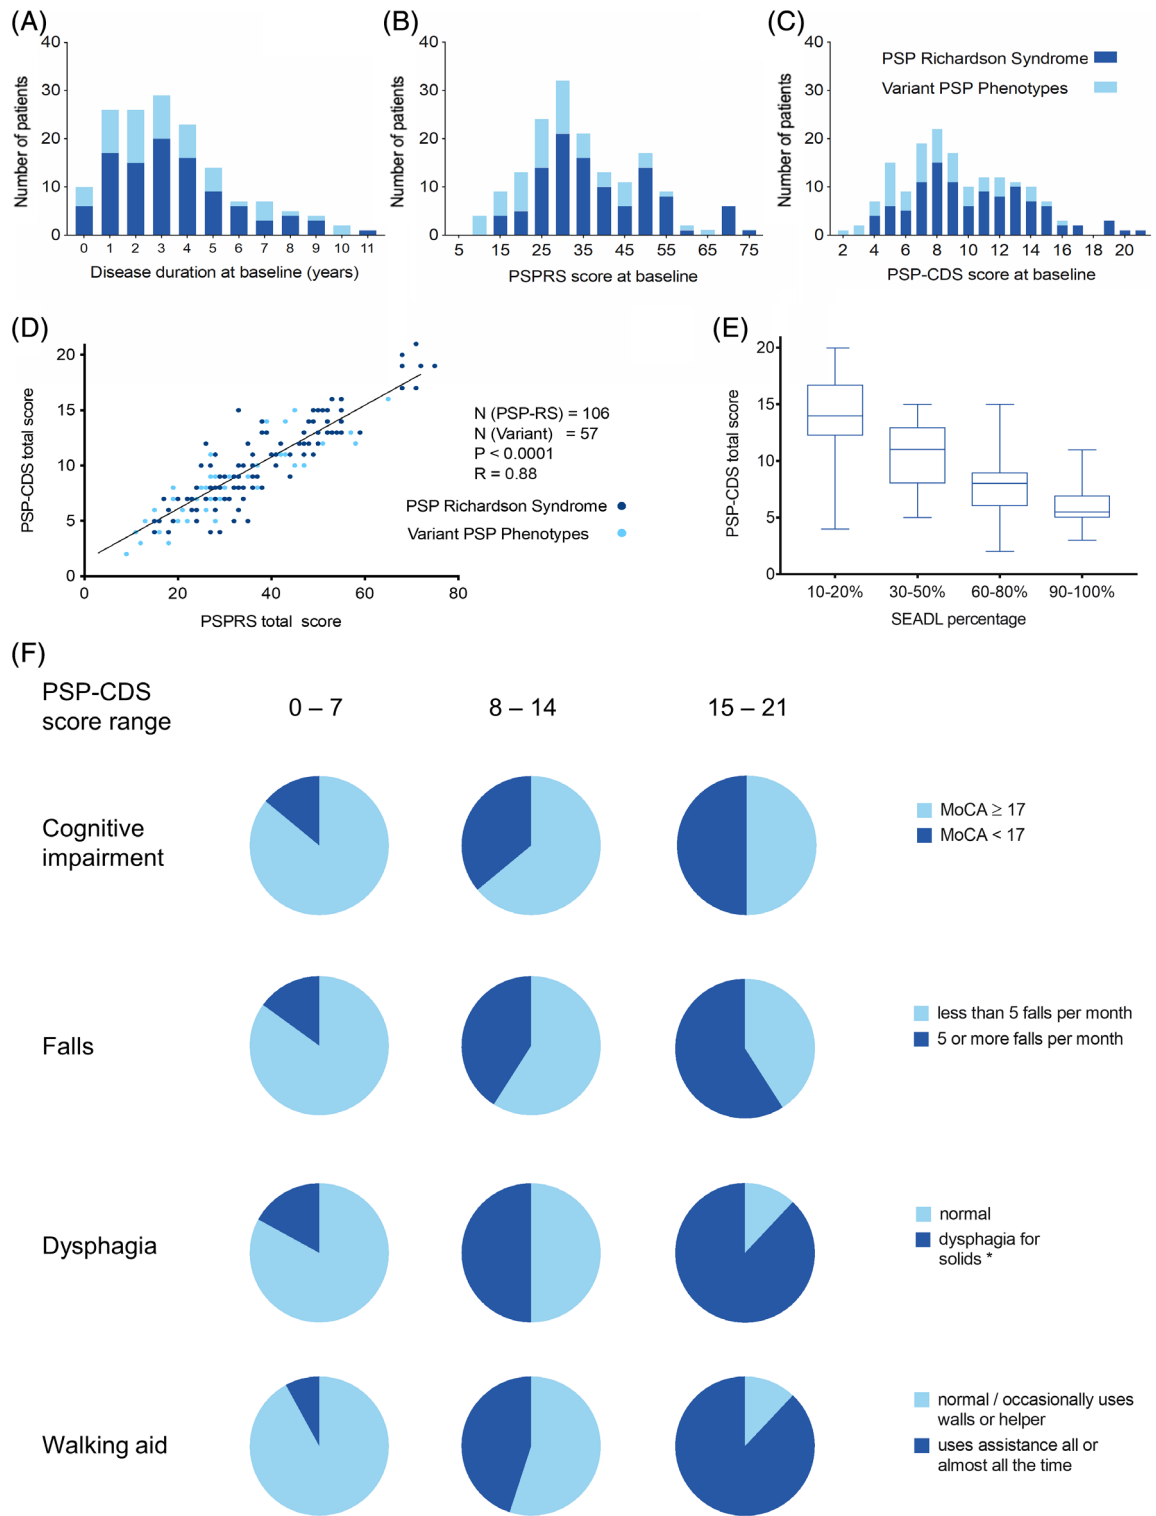 (A)
Number of patients
40
30
20
10
0
0 1 2 3 4 5 6 7 8 9 10 11
Disease duration at baseline (years)
(B)
Number of patients
40
30
20
10
0
5 15 25 35 45 55 65 75
PSPRS score at baseline
(C)
Number of patients
40
30
20
10
0
2 4 6 8 10 12 14 16 18 20
PSP-CDS score at baseline
PSP Richardson Syndrome
Variant PSP Phenotypes
(D)
PSP-CDS total score
20
15
10
5
0
0 20 40 60 80
PSPRS total score
N (PSP-RS) = 106
N (Variant) = 57
P < 0.0001
R = 0.88
PSP Richardson Syndrome
Variant PSP Phenotypes
(E)
PSP-CDS total score
20
15
10
5
0
10-20% 30-50% 60-80% 90-100%
SEADL percentage
(F)
PSP-CDS
score range
0 – 7
8 – 14
15 – 21
Cognitive
impairment
MoCA ≥ 17
MoCA < 17
Falls
less than 5 falls per month
5 or more falls per month
Dysphagia
normal
dysphagia for
solids *
Walking aid
normal / occasionally uses
walls or helper
uses assistance all or
almost all the time